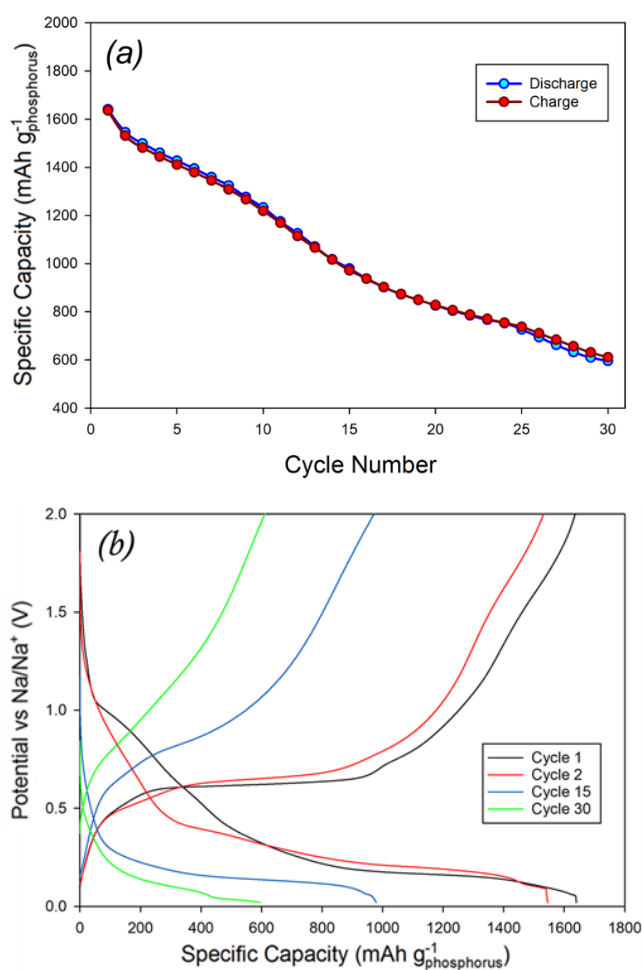 (a)
Specific Capacity (mAh g⁻¹phosphorus)
2000
1800
1600
1400
1200
1000
800
600
400
Discharge
Charge
0 5 10 15 20 25 30
Cycle Number
(b)
Potential vs Na/Na⁺ (V)
2.0
1.5
1.0
0.5
0.0
Cycle 1
Cycle 2
Cycle 15
Cycle 30
0 200 400 600 800 1000 1200 1400 1600 1800
Specific Capacity (mAh g⁻¹phosphorus)